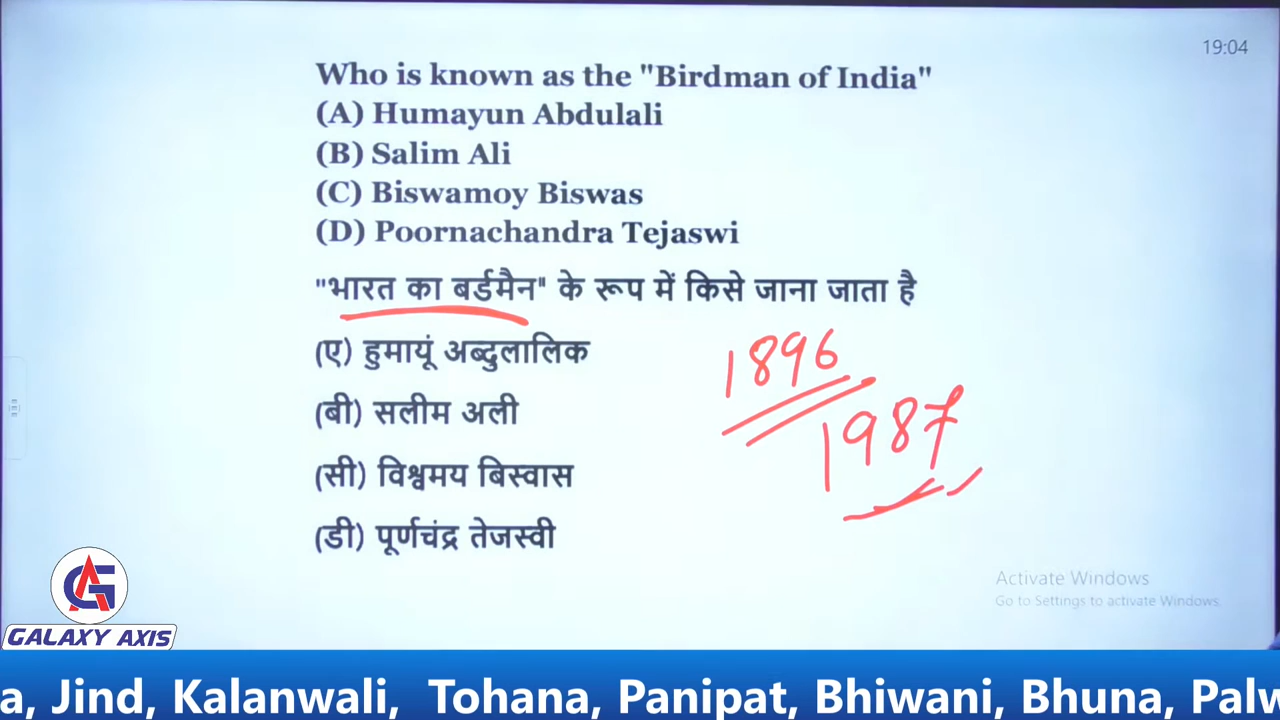 19:04
Who is known as the "Birdman of India"
(A) Humayun Abdulali
(B) Salim Ali
(C) Biswamoy Biswas
(D) Poornachandra Tejaswi
"भारत का बर्डमैन" के रूप में किसे जाना जाता है
(ए) हुमायूं अब्दुलालिक
1896
1987
(बी) सलीम अली
(सी) विश्वमय बिस्वास
(डी) पूर्णचंद्र तेजस्वी
Activate Windows
Go to Settings to activate Windows.
GALAXY AXIS
a, Jind, Kalanwali, Tohana, Panipat, Bhiwani, Bhuna, Palw